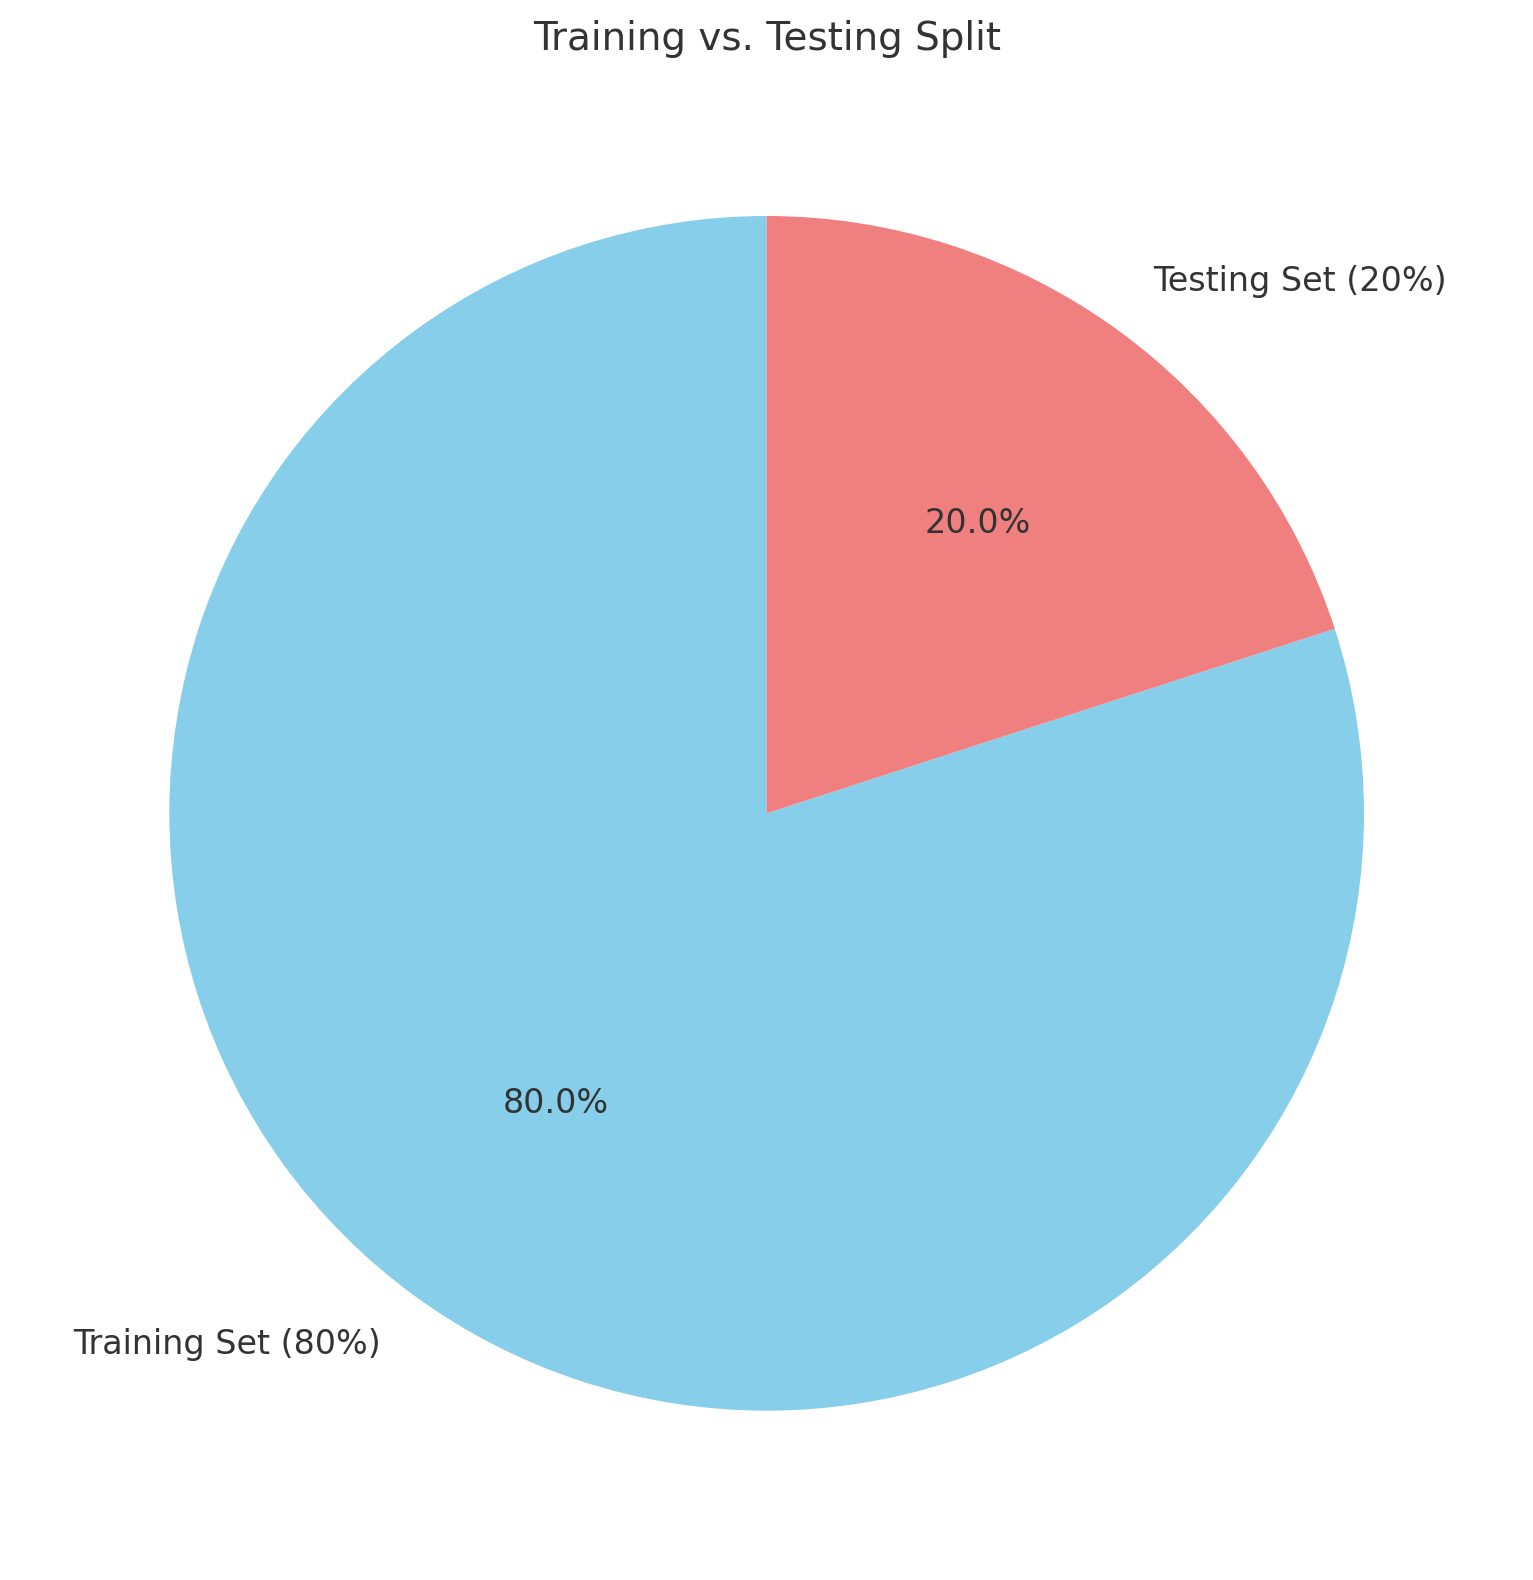 Training vs. Testing Split
Testing Set (20%)
20.0%
80.0%
Training Set (80%)